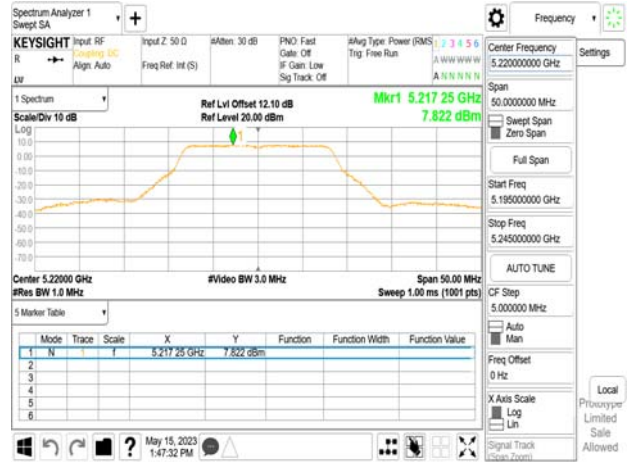 Spectrum Analyzer 1
Swept SA
+
Frequency
KEYSIGHT
R
LXI
Input: RF
Coupling: DC
Align: Auto
Input Z: 50 Ω
Freq Ref: Int (S)
#Atten: 30 dB
PNO: Fast
Gate: Off
IF Gain: Low
Sig Track: Off
#Avg Type: Power (RMS
Trig: Free Run
1 2 3 4 5 6
A W W W W W
A N N N N N
Center Frequency
5.220000000 GHz
Settings
Span
50.0000000 MHz
Swept Span
Zero Span
Full Span
Start Freq
5.195000000 GHz
Stop Freq
5.245000000 GHz
AUTO TUNE
CF Step
5.000000 MHz
Auto
Man
Freq Offset
0 Hz
X Axis Scale
Log
Lin
Signal Track
(Span Zoom)
Local
Prototype
Limited
Sale
Allowed
1 Spectrum
Scale/Div 10 dB
Ref Lvl Offset 12.10 dB
Ref Level 20.00 dBm
Mkr1 5.217 25 GHz
7.822 dBm
Log
1
10.0
0.00
-10.0
-20.0
-30.0
-40.0
-50.0
-60.0
-70.0
Center 5.22000 GHz
#Res BW 1.0 MHz
#Video BW 3.0 MHz
Span 50.00 MHz
Sweep 1.00 ms (1001 pts)
5 Marker Table
Mode Trace Scale X Y Function Function Width Function Value
1 N 1 f 5.217 25 GHz 7.822 dBm
2
3
4
5
6
?
May 15, 2023
1:47:32 PM